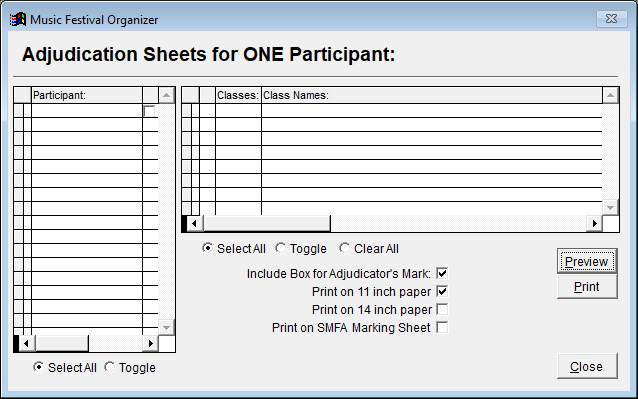 Music Festival Organizer
Adjudication Sheets for ONE Participant:
Participant:
Classes: Class Names:
Select All Toggle Clear All
Include Box for Adjudicator's Mark:
Print on 11 inch paper
Print on 14 inch paper
Print on SMFA Marking Sheet
Preview
Print
Close
Select All Toggle